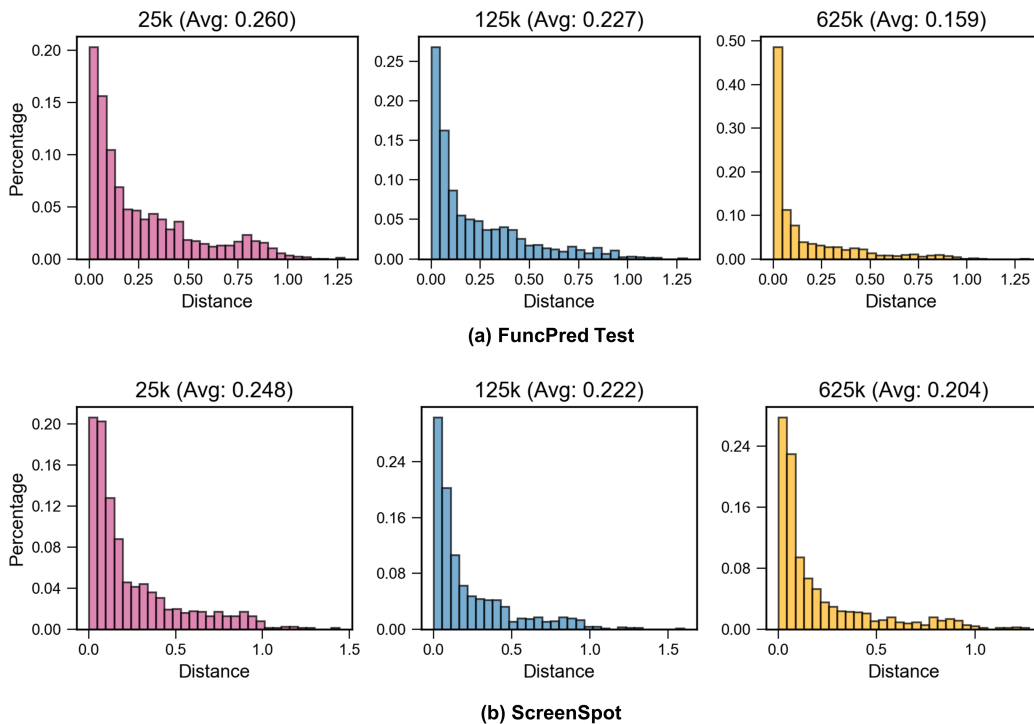 25k (Avg: 0.260)
125k (Avg: 0.227)
625k (Avg: 0.159)
Percentage
0.20
0.15
0.10
0.05
0.00
0.25
0.20
0.15
0.10
0.05
0.00
0.50
0.40
0.30
0.20
0.10
0.00
0.00 0.25 0.50 0.75 1.00 1.25
0.00 0.25 0.50 0.75 1.00 1.25
0.00 0.25 0.50 0.75 1.00 1.25
Distance
Distance
Distance
(a) FuncPred Test
25k (Avg: 0.248)
125k (Avg: 0.222)
625k (Avg: 0.204)
Percentage
0.20
0.16
0.12
0.08
0.04
0.00
0.24
0.16
0.08
0.00
0.24
0.16
0.08
0.00
0.0 0.5 1.0 1.5
0.0 0.5 1.0 1.5
0.0 0.5 1.0
Distance
Distance
Distance
(b) ScreenSpot